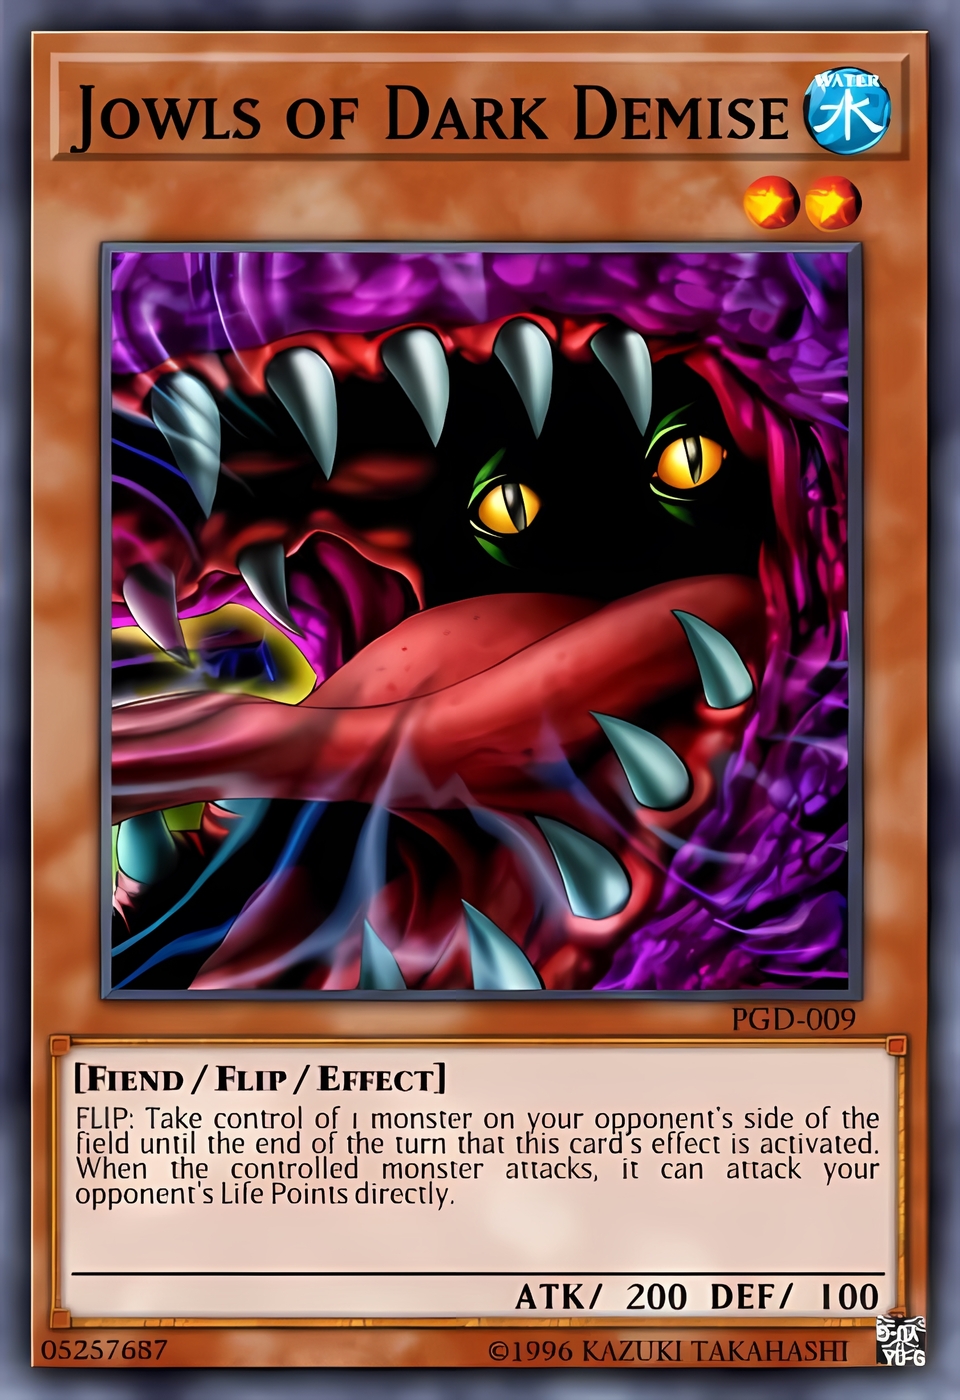 Jowls of Dark Demise
WATER
水
PGD-009
[Fiend / Flip / Effect]
FLIP: Take control of 1 monster on your opponent's side of the
field until the end of the turn that this card's effect is activated.
When the controlled monster attacks, it can attack your
opponent's Life Points directly.
ATK/ 200 DEF/ 100
05257687
©1996 KAZUKI TAKAHASHI